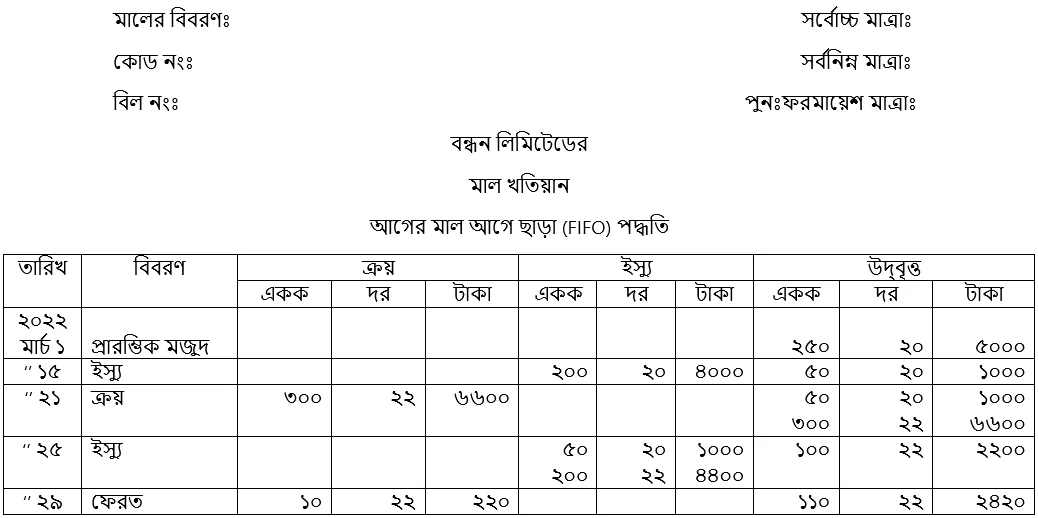 মালের বিবরণঃ সর্বোচ্চ মাত্রাঃ
কোড নংঃ সর্বনিম্ন মাত্রাঃ
বিল নংঃ পুনঃফরমায়েশ মাত্রাঃ
বন্ধন লিমিটেডের
মাল খতিয়ান
আগের মাল আগে ছাড়া (FIFO) পদ্ধতি
তারিখ বিবরণ ক্রয় ইস্যু উদ্বৃত্ত
একক দর টাকা একক দর টাকা একক দর টাকা
২০২২
মার্চ ১ প্রারম্ভিক মজুদ ২৫০ ২০ ৫০০০
″ ১৫ ইস্যু ২০০ ২০ ৪০০০ ৫০ ২০ ১০০০
″ ২১ ক্রয় ৩০০ ২২ ৬৬০০ ৫০ ২০ ১০০০
৩০০ ২২ ৬৬০০
″ ২৫ ইস্যু ৫০ ২০ ১০০০ ১০০ ২২ ২২০০
২০০ ২২ ৪৪০০
″ ২৯ ফেরত ১০ ২২ ২২০ ১১০ ২২ ২৪২০